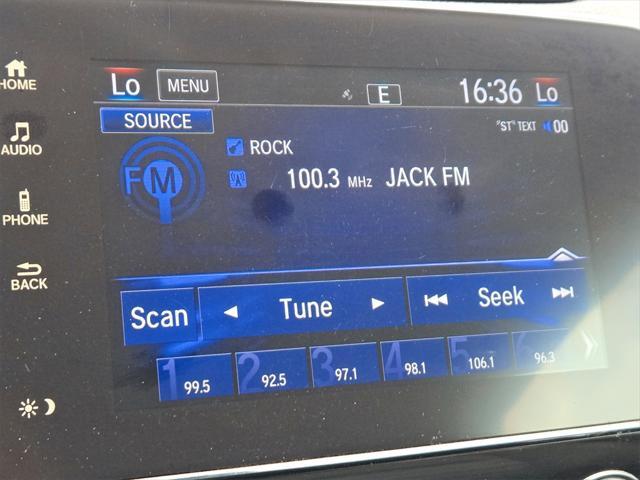 HOME
AUDIO
PHONE
BACK
Lo MENU E 16:36 Lo
SOURCE "ST" TEXT 00
FM ROCK
100.3 MHz JACK FM
Scan Tune Seek
1 99.5 2 92.5 3 97.1 4 98.1 5 106.1 6 96.3